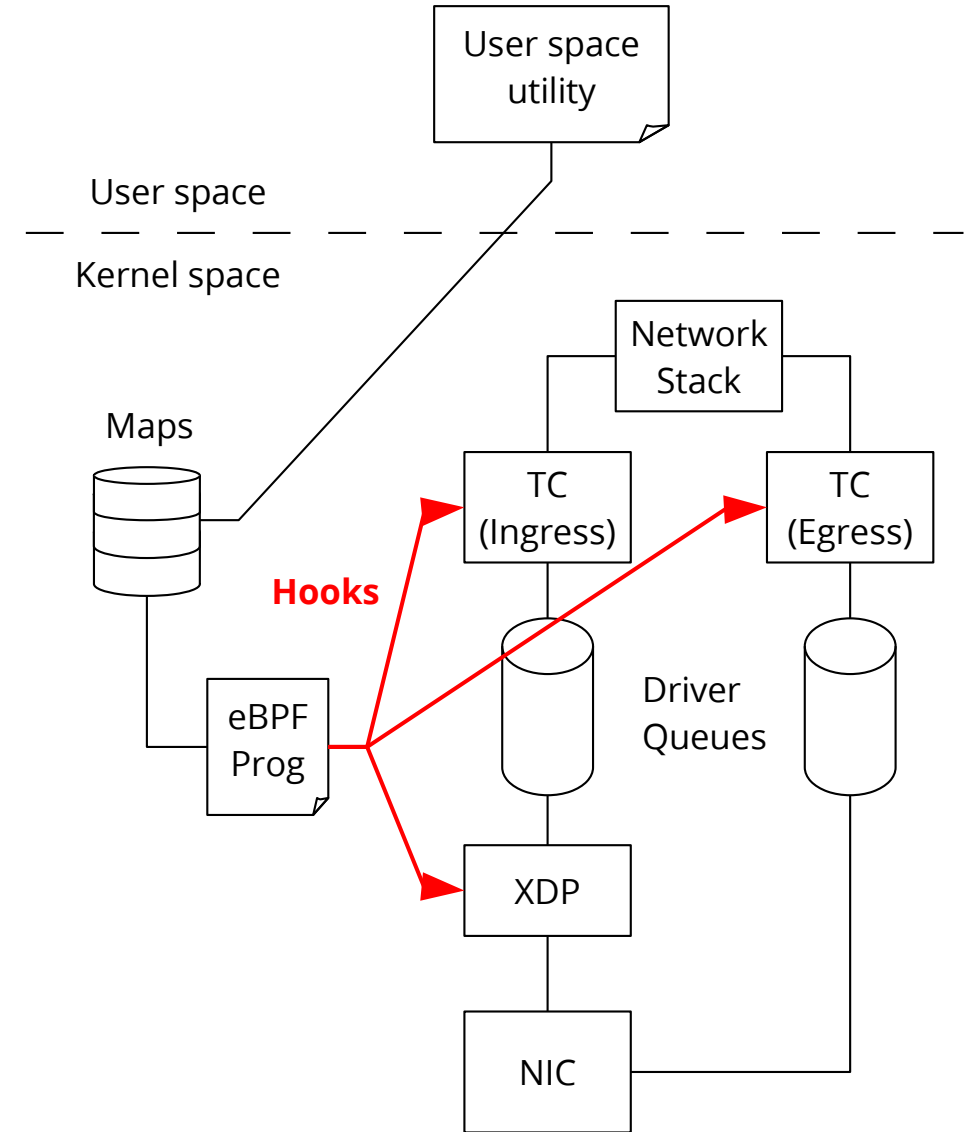 User space
utility
User space
Kernel space
Network
Stack
Maps
TC
(Ingress)
TC
(Egress)
Hooks
Driver
Queues
eBPF
Prog
XDP
NIC